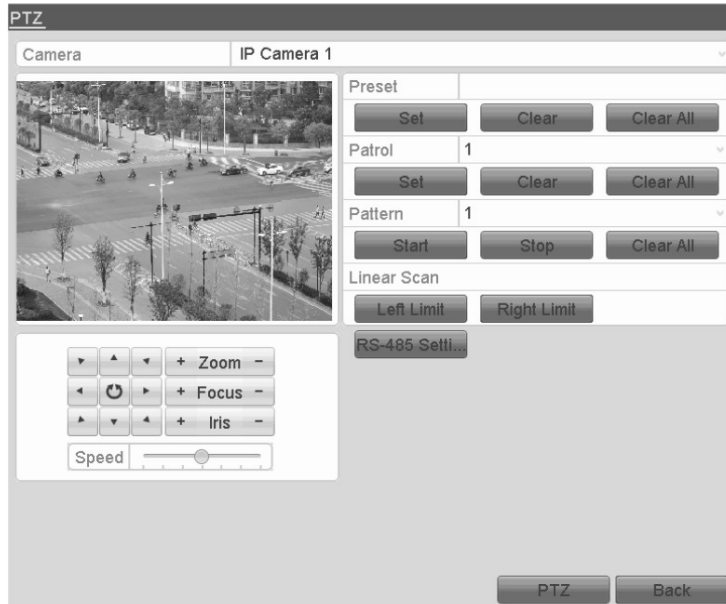 PTZ
Camera IP Camera 1
Preset
Set Clear Clear All
Patrol 1
Set Clear Clear All
Pattern 1
Start Stop Clear All
Linear Scan
Left Limit Right Limit
RS-485 Setti...
+ Zoom −
+ Focus −
+ Iris −
Speed
PTZ Back